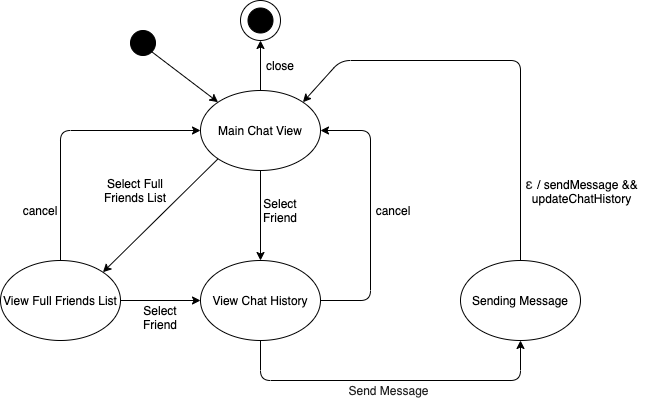 close
Main Chat View
Select Full
Friends List
ε / sendMessage &&
updateChatHistory
Select
Friend
cancel
cancel
View Full Friends List
View Chat History
Sending Message
Select
Friend
Send Message